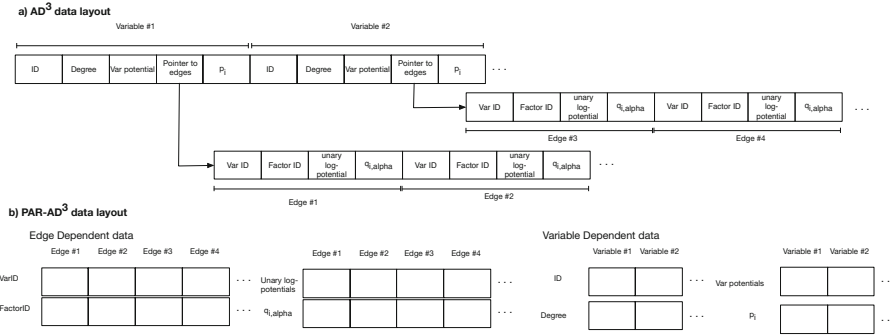 a) AD3 data layout
Variable #1 Variable #2
ID Degree Var potential Pointer to edges pi ID Degree Var potential Pointer to edges pi ...
Var ID Factor ID unary log-potential qi,alpha Var ID Factor ID unary log-potential qi,alpha ...
Edge #3 Edge #4
Var ID Factor ID unary log-potential qi,alpha Var ID Factor ID unary log-potential qi,alpha ...
Edge #1 Edge #2
b) PAR-AD3 data layout
Edge Dependent data Variable Dependent data
Edge #1 Edge #2 Edge #3 Edge #4 Edge #1 Edge #2 Edge #3 Edge #4 Variable #1 Variable #2 Variable #1 Variable #2
VarID ... Unary log-potentials ... ID ... Var potentials ..
FactorID ... qi,alpha ... Degree ... pi ..